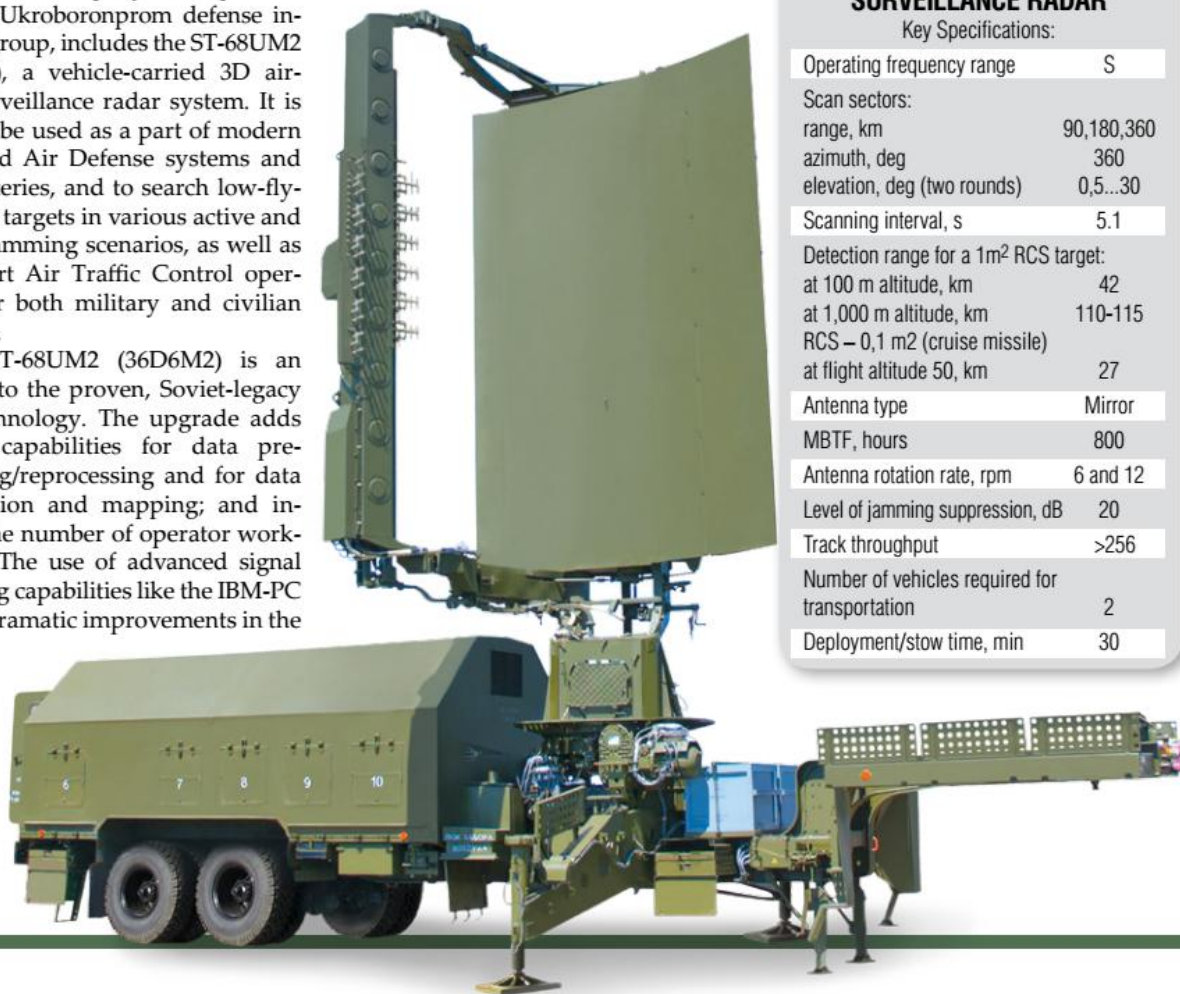 Ukroboronprom defense in-
roup, includes the ST-68UM2
), a vehicle-carried 3D air-
rveillance radar system. It is
be used as a part of modern
d Air Defense systems and
eries, and to search low-fly-
targets in various active and
amming scenarios, as well as
rt Air Traffic Control oper-
r both military and civilian
T-68UM2 (36D6M2) is an
to the proven, Soviet-legacy
hnology. The upgrade adds
capabilities for data pre-
g/reprocessing and for data
ion and mapping; and in-
ne number of operator work-
The use of advanced signal
g capabilities like the IBM-PC
ramatic improvements in the
SURVEILLANCE RADAR
Key Specifications:
Operating frequency range S
Scan sectors:
range, km 90,180,360
azimuth, deg 360
elevation, deg (two rounds) 0,5...30
Scanning interval, s 5.1
Detection range for a 1m² RCS target:
at 100 m altitude, km 42
at 1,000 m altitude, km 110-115
RCS – 0,1 m2 (cruise missile)
at flight altitude 50, km 27
Antenna type Mirror
MBTF, hours 800
Antenna rotation rate, rpm 6 and 12
Level of jamming suppression, dB 20
Track throughput >256
Number of vehicles required for
transportation 2
Deployment/stow time, min 30
6 7 8 9 10